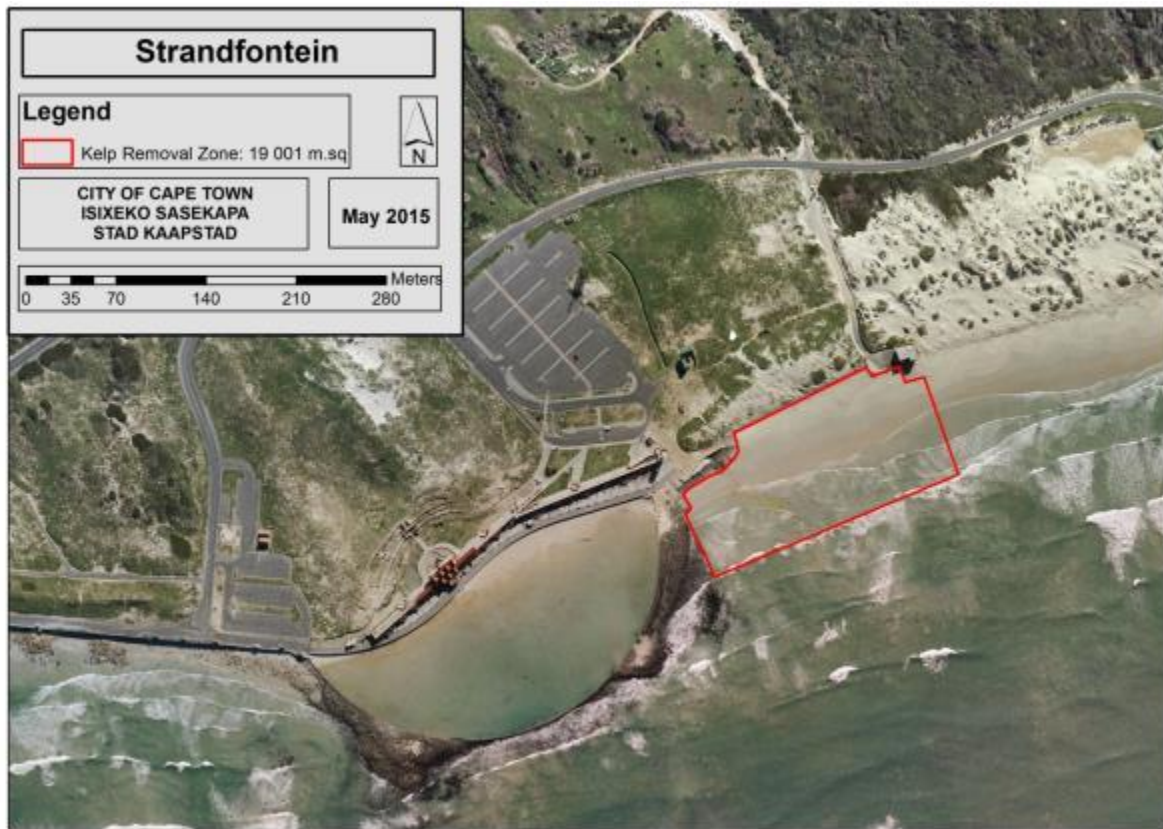 Strandfontein
Legend
Kelp Removal Zone: 19 001 m.sq
N
CITY OF CAPE TOWN
ISIXEKO SASEKAPA
STAD KAAPSTAD
May 2015
Meters
0 35 70 140 210 280